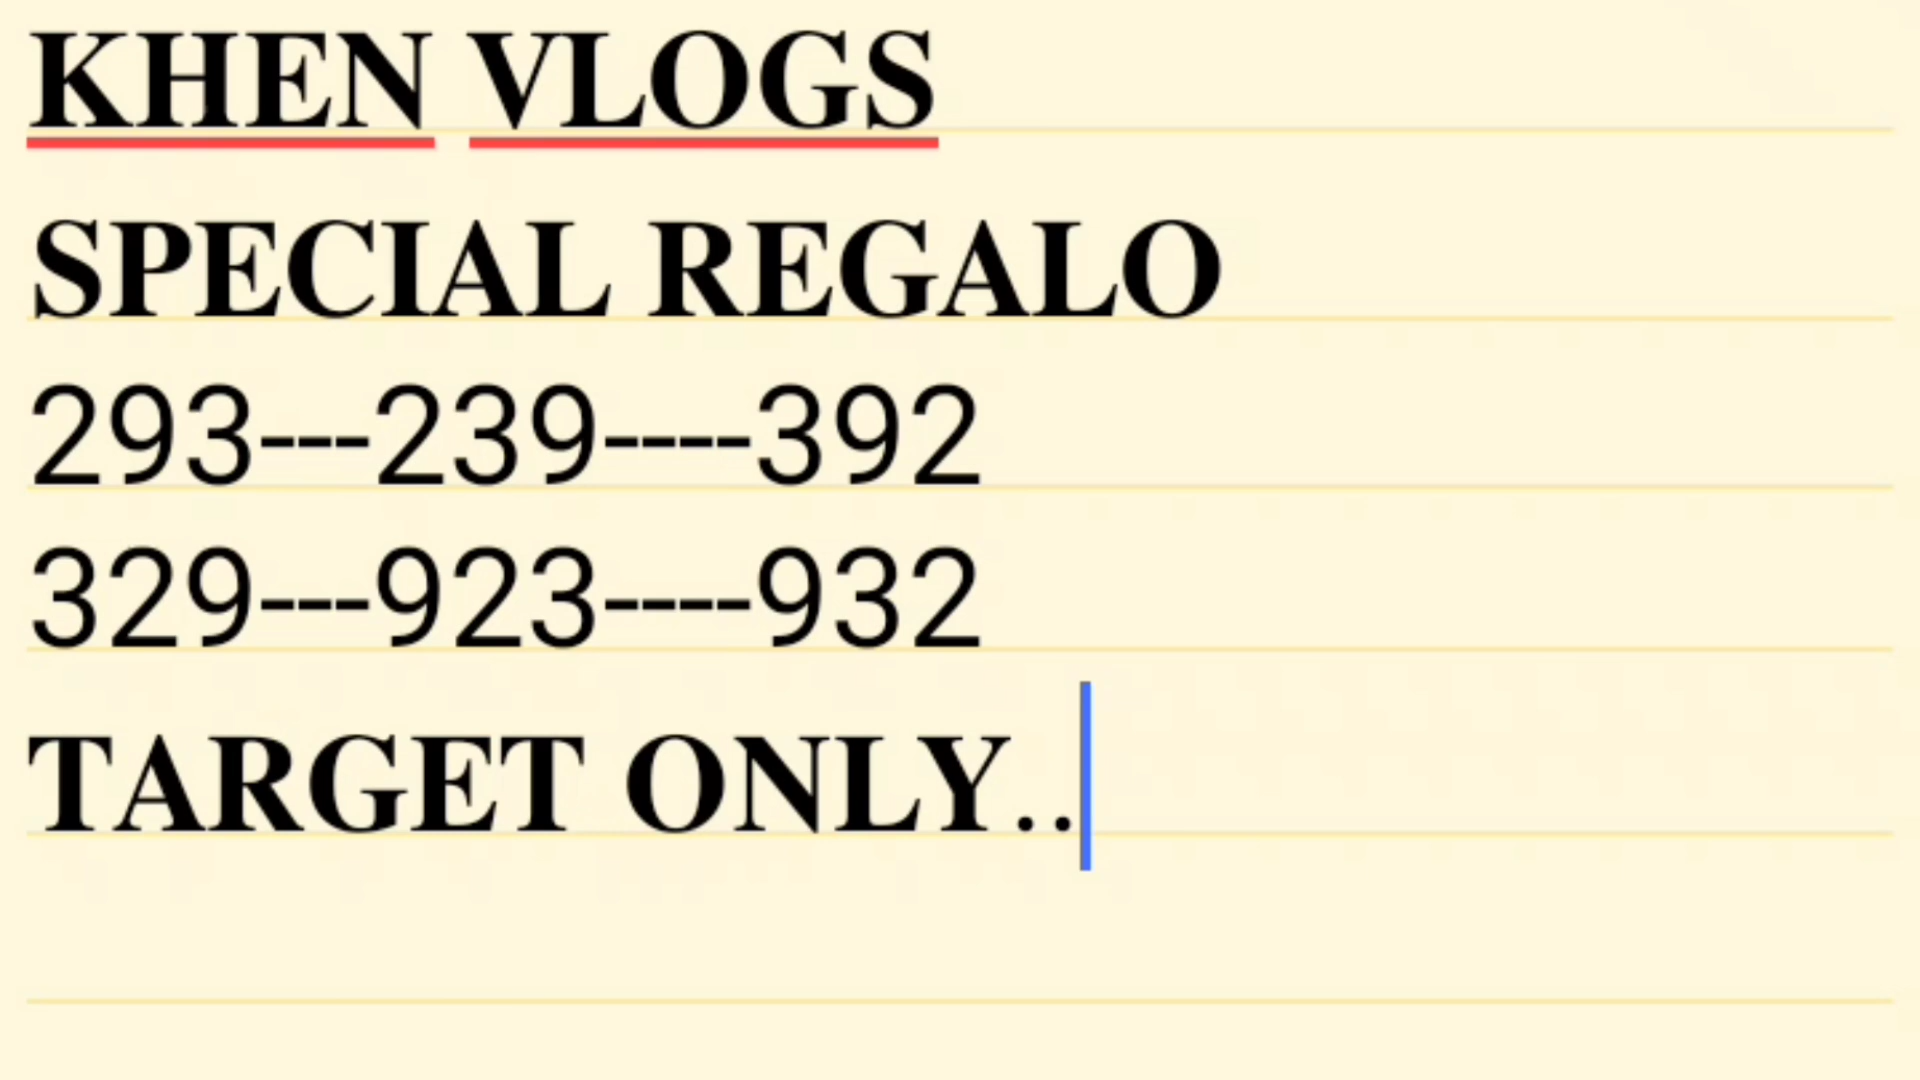 KHEN VLOGS
SPECIAL REGALO
293---239----392
329---923----932
TARGET ONLY..